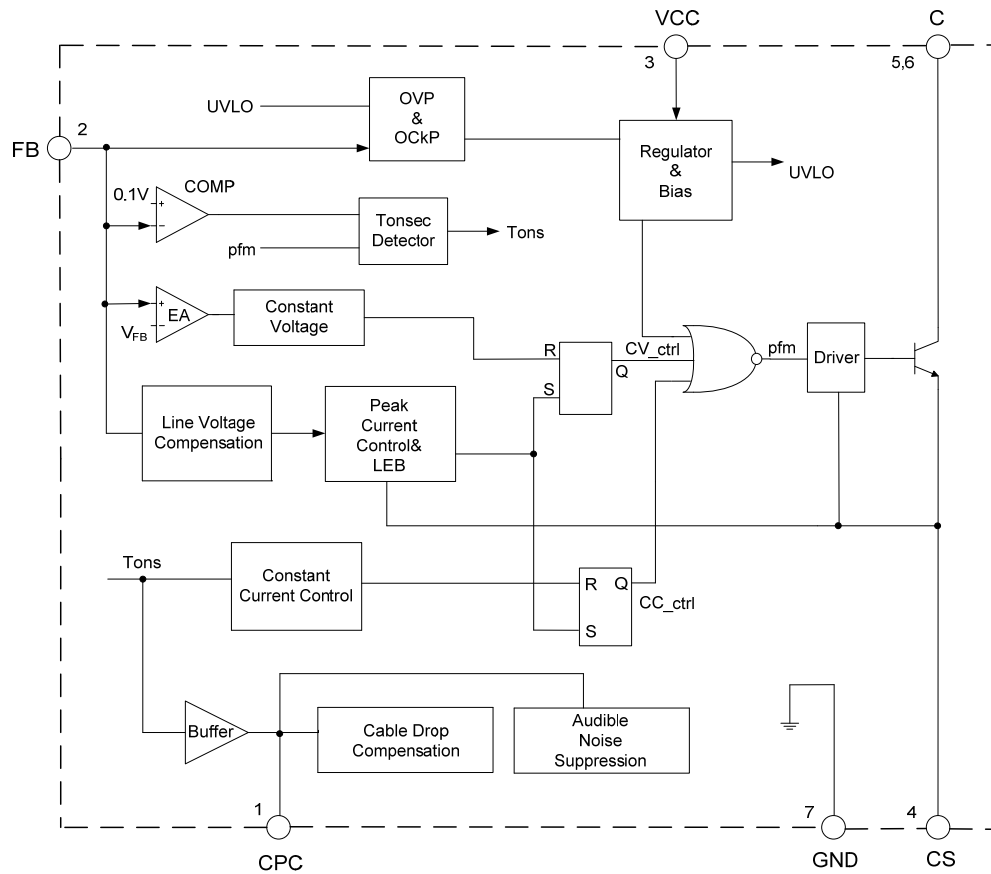 VCC
C
3
5,6
UVLO
OVP
&
OCkP
FB
2
Regulator
&
Bias
UVLO
0.1V
COMP
+
−
Tonsec
Detector
Tons
pfm
+
EA
VFB
−
Constant
Voltage
R
S
Q
CV_ctrl
pfm
Driver
Line Voltage
Compensation
Peak
Current
Control&
LEB
Tons
Constant
Current Control
R
Q
S
CC_ctrl
Buffer
Cable Drop
Compensation
Audible
Noise
Suppression
1
7
4
CPC
GND
CS